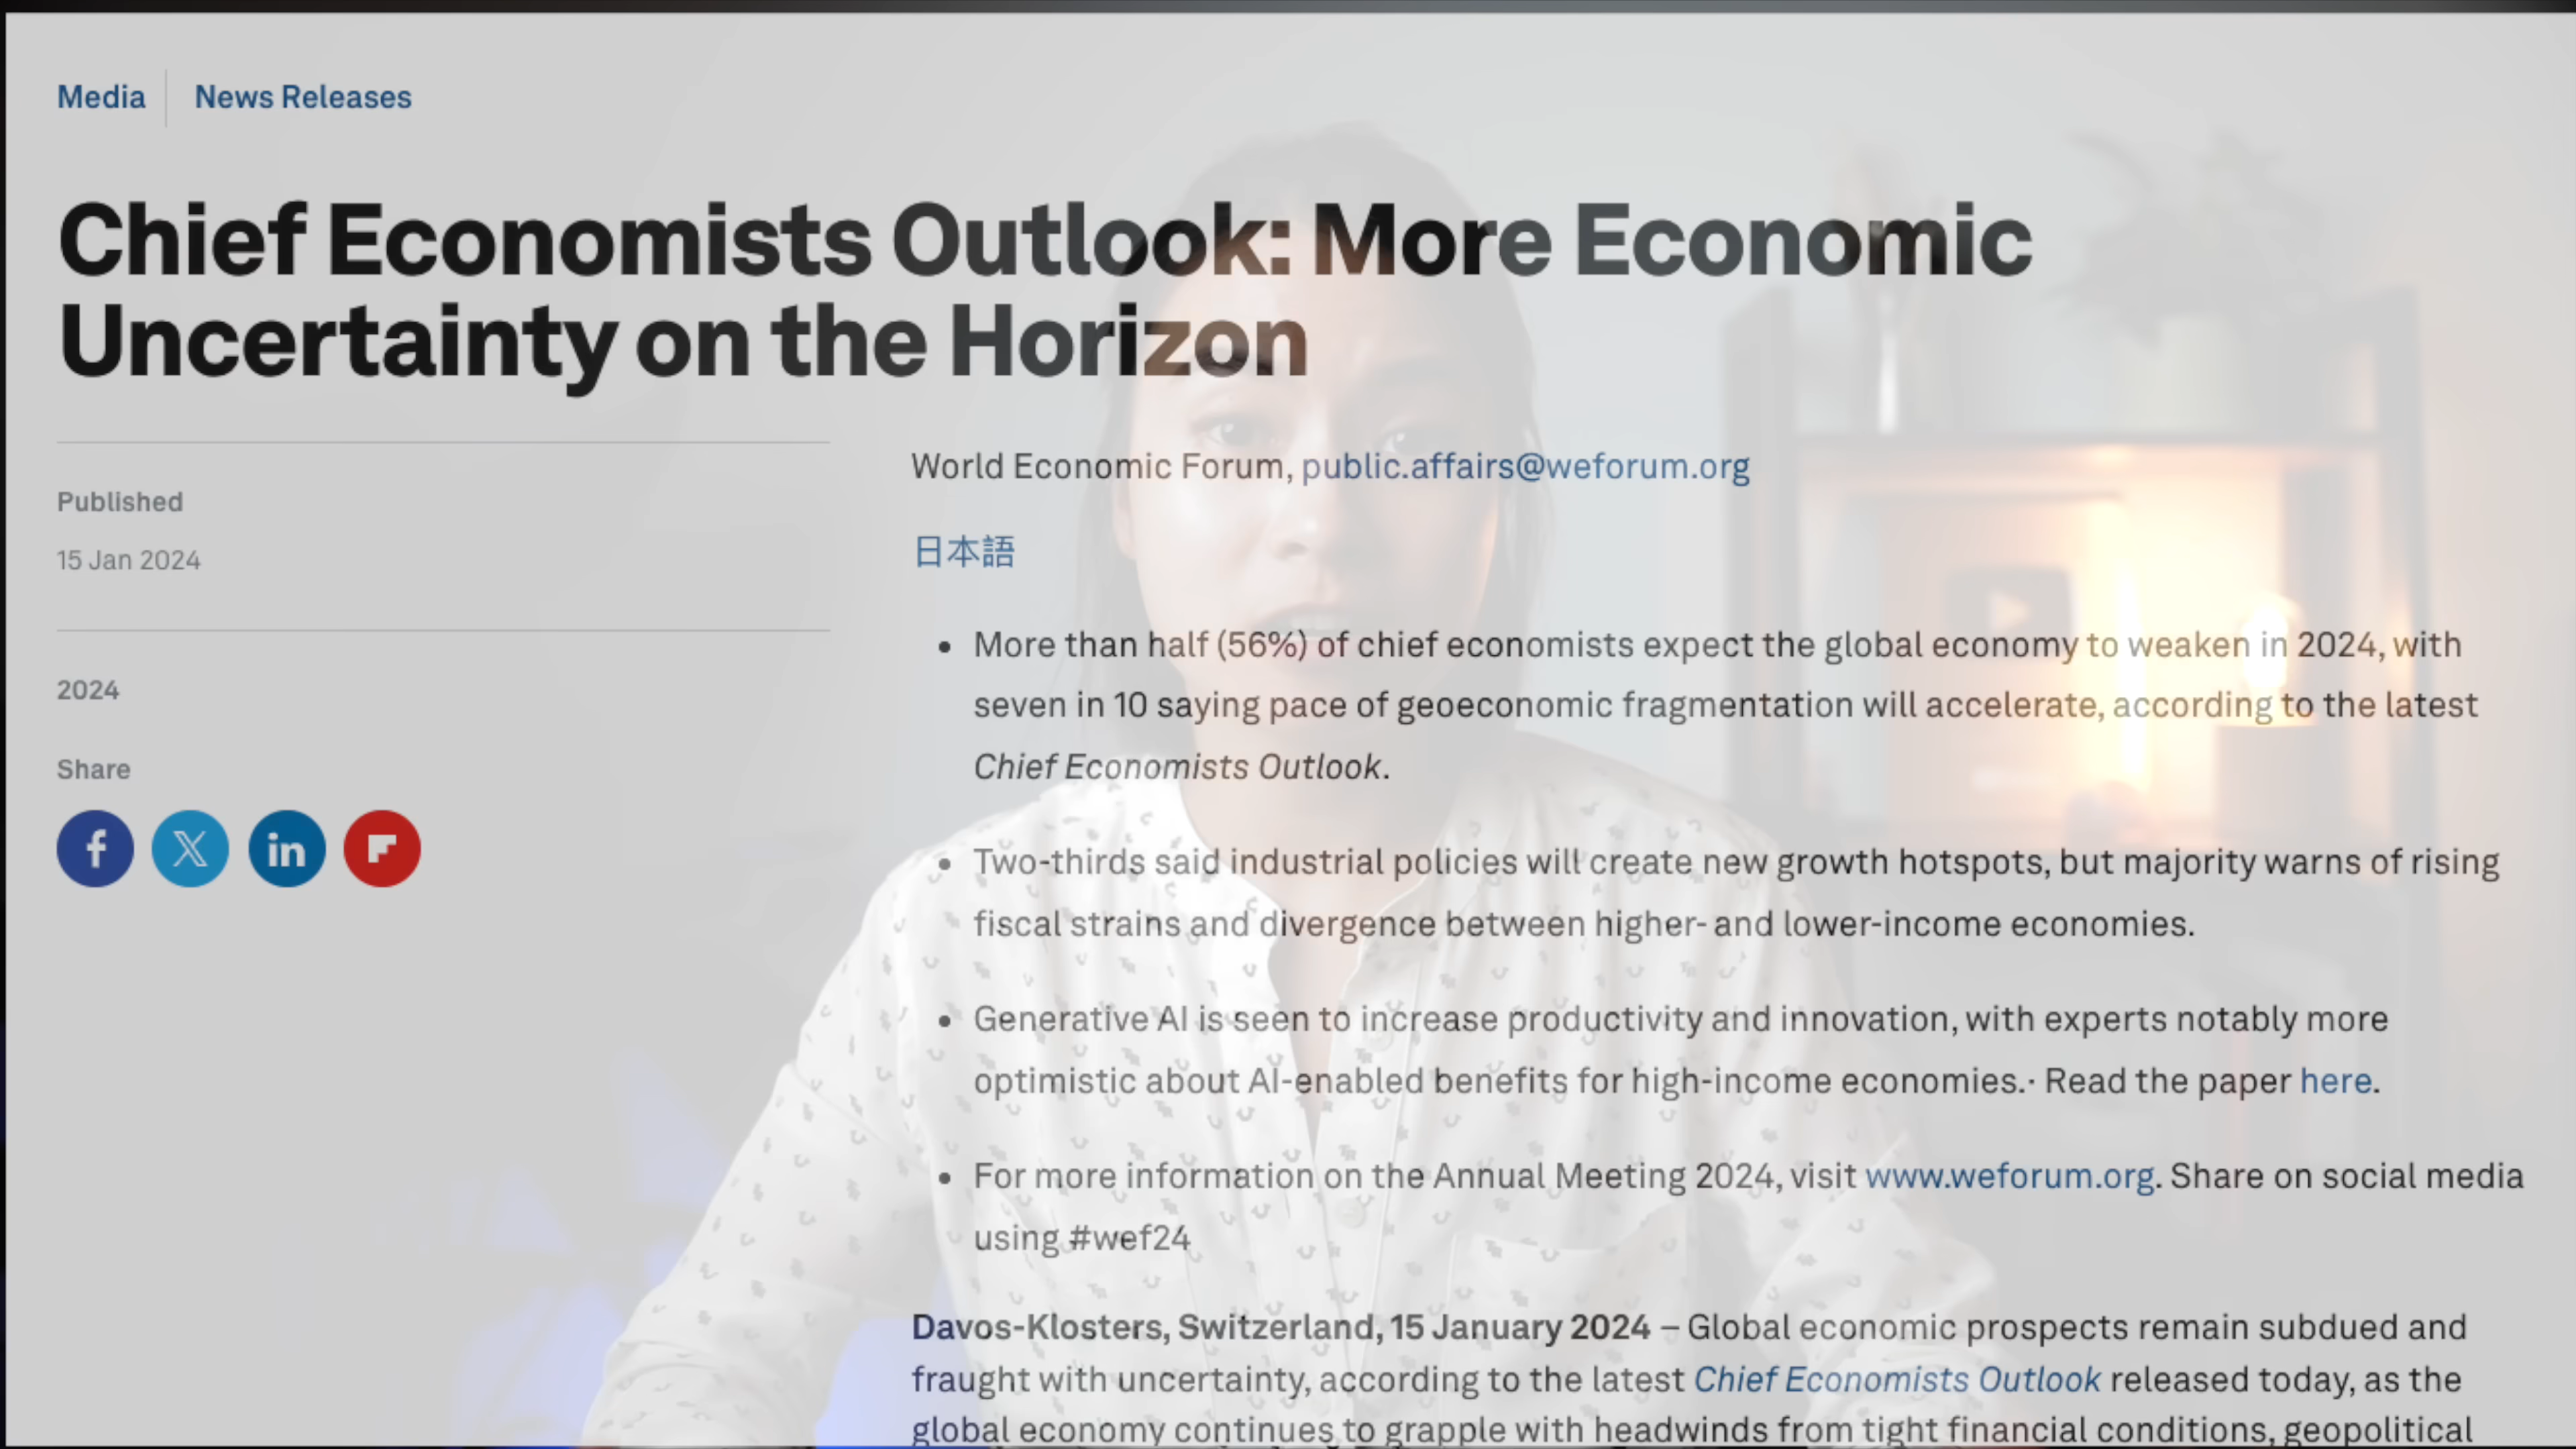 Media
News Releases
Chief Economists Outlook: More Economic
Uncertainty on the Horizon
Published
15 Jan 2024
2024
Share
World Economic Forum, public.affairs@weforum.org
日本語
• More than half (56%) of chief economists expect the global economy to weaken in 2024, with
seven in 10 saying pace of geoeconomic fragmentation will accelerate, according to the latest
Chief Economists Outlook.
• Two-thirds said industrial policies will create new growth hotspots, but majority warns of rising
fiscal strains and divergence between higher- and lower-income economies.
• Generative AI is seen to increase productivity and innovation, with experts notably more
optimistic about AI-enabled benefits for high-income economies.· Read the paper here.
• For more information on the Annual Meeting 2024, visit www.weforum.org. Share on social media
using #wef24
Davos-Klosters, Switzerland, 15 January 2024 – Global economic prospects remain subdued and
fraught with uncertainty, according to the latest Chief Economists Outlook released today, as the
global economy continues to grapple with headwinds from tight financial conditions, geopolitical